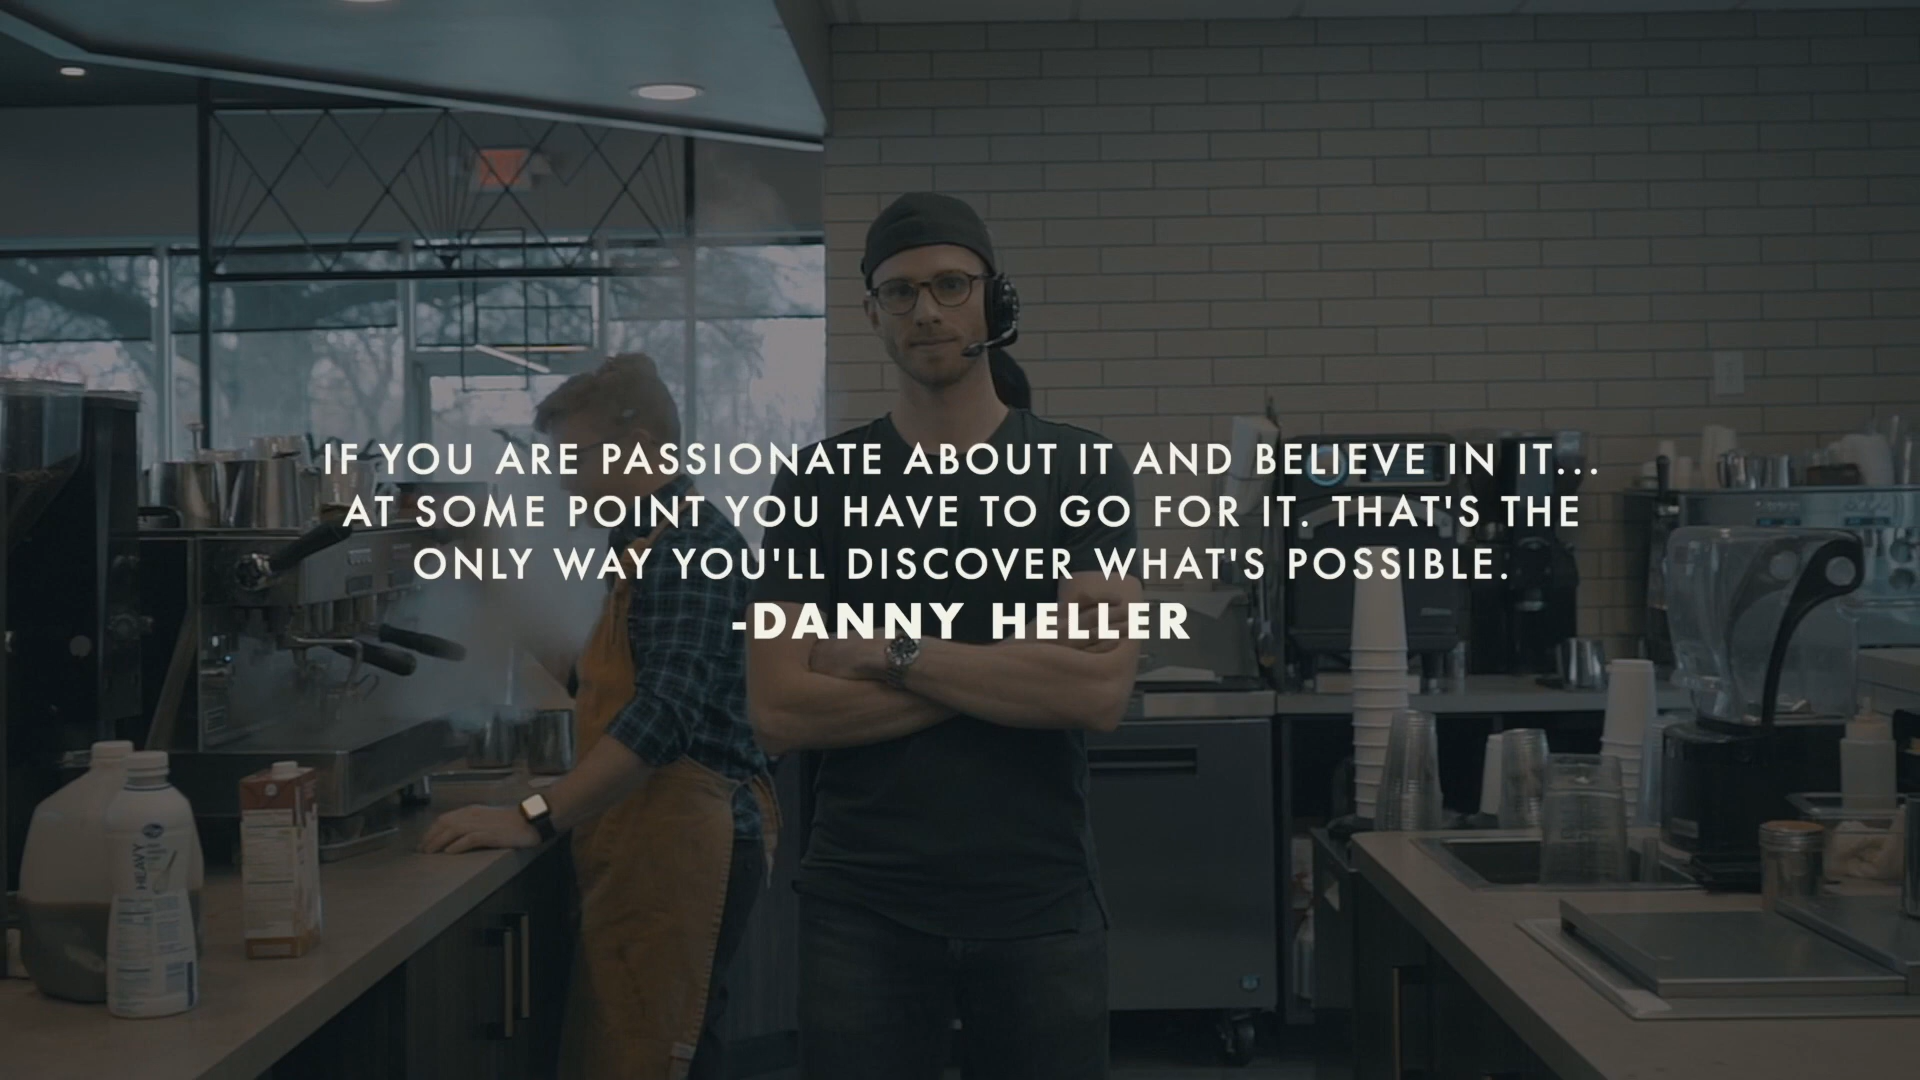 IF YOU ARE PASSIONATE ABOUT IT AND BELIEVE IN IT...
AT SOME POINT YOU HAVE TO GO FOR IT. THAT'S THE
ONLY WAY YOU'LL DISCOVER WHAT'S POSSIBLE.
-DANNY HELLER
HEAVY